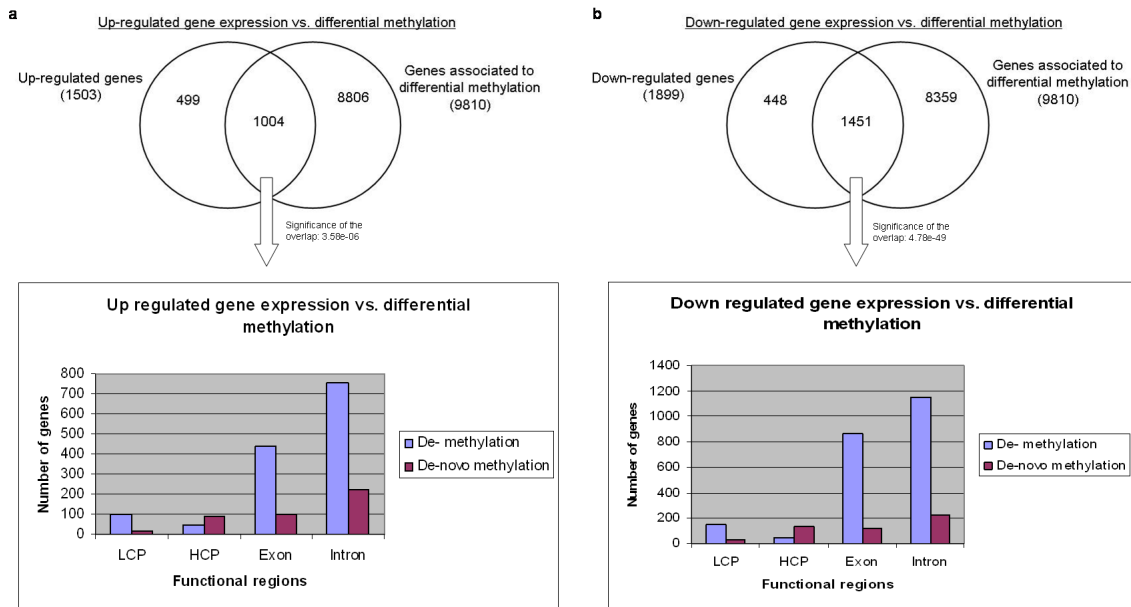 a
Up-regulated gene expression vs. differential methylation
Up-regulated genes
(1503)
499
1004
8806
Genes associated to
differential methylation
(9810)
Significance of the
overlap: 3.58e-06
Up regulated gene expression vs. differential
methylation
Number of genes
800
700
600
500
400
300
200
100
0
LCP
HCP
Exon
Intron
Functional regions
De- methylation
De-novo methylation
b
Down-regulated gene expression vs. differential methylation
Down-regulated genes
(1899)
448
1451
8359
Genes associated to
differential methylation
(9810)
Significance of the
overlap: 4.78e-49
Down regulated gene expression vs. differential
methylation
Number of genes
1400
1200
1000
800
600
400
200
0
LCP
HCP
Exon
Intron
Functional regions
De- methylation
De-novo methylation